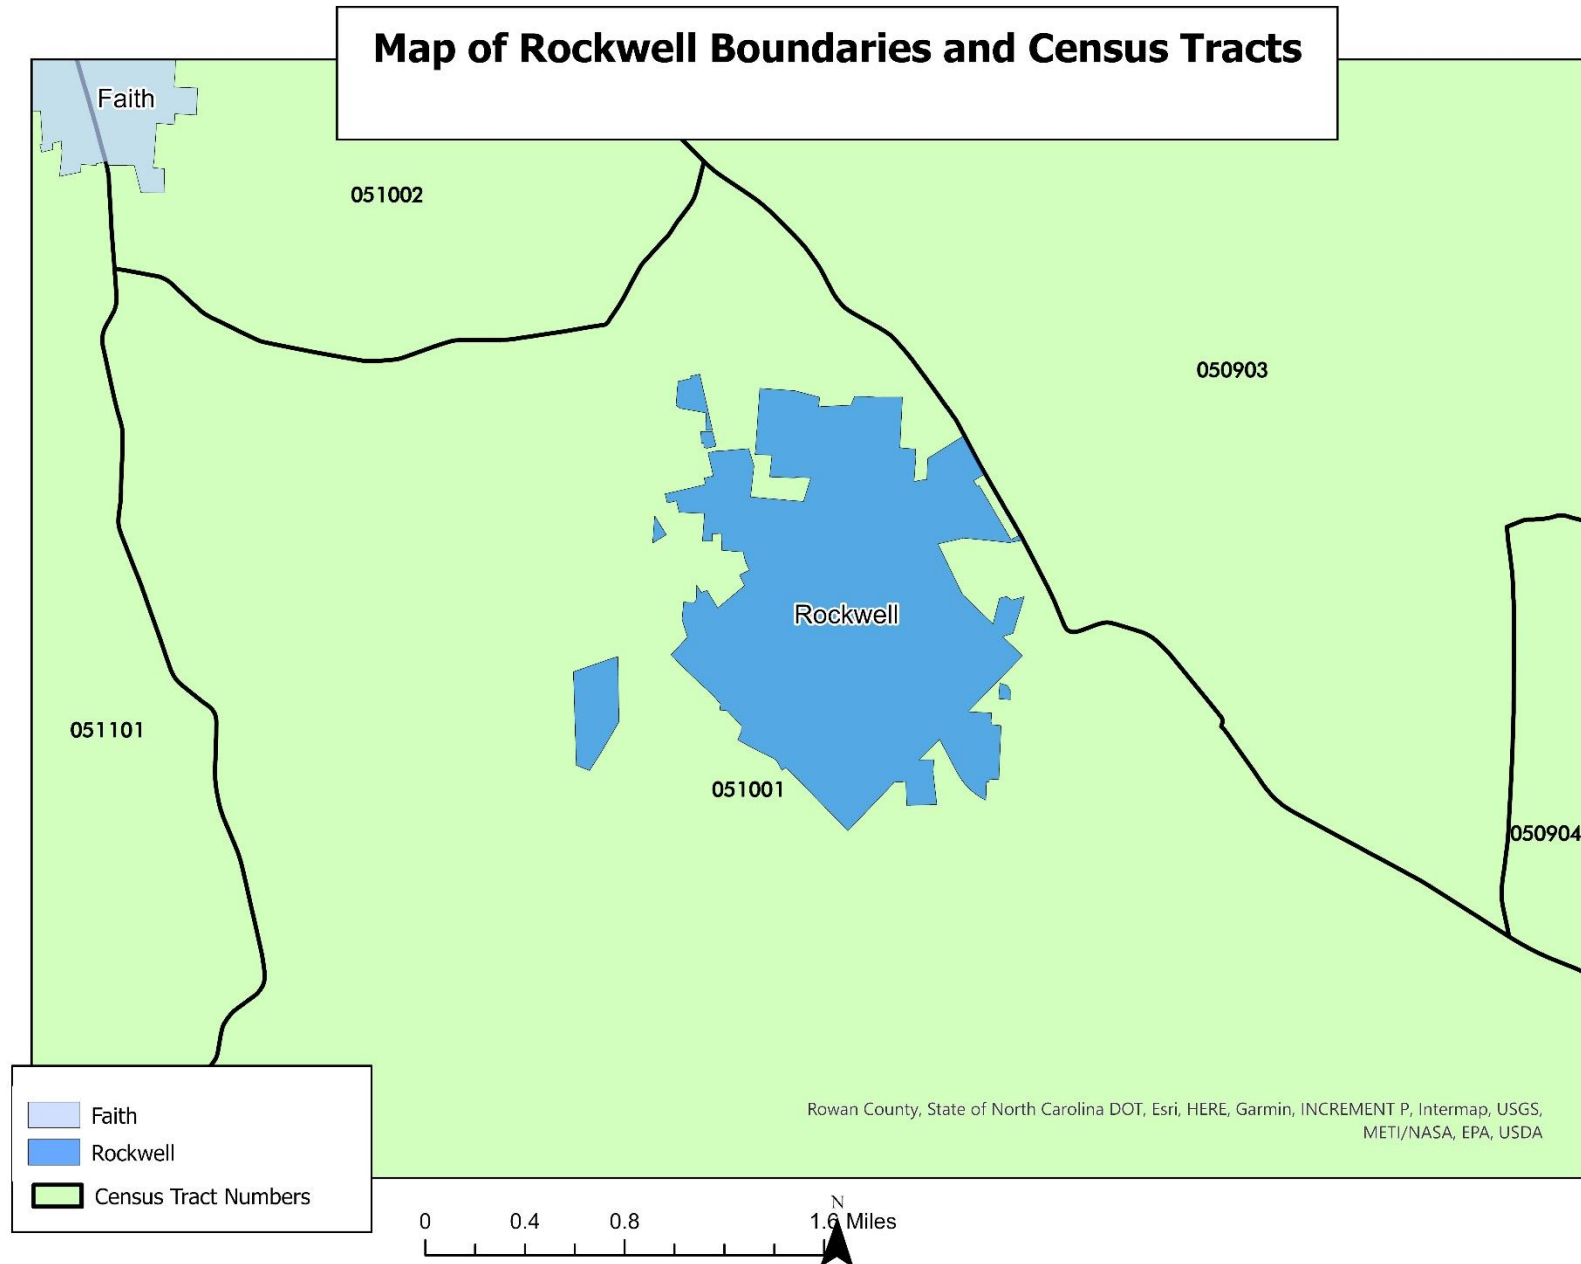 Map of Rockwell Boundaries and Census Tracts
Faith
051002
050903
Rockwell
051101
051001
050904
Rowan County, State of North Carolina DOT, Esri, HERE, Garmin, INCREMENT P, Intermap, USGS,
METI/NASA, EPA, USDA
Faith
Rockwell
Census Tract Numbers
N
0 0.4 0.8 1.6 Miles